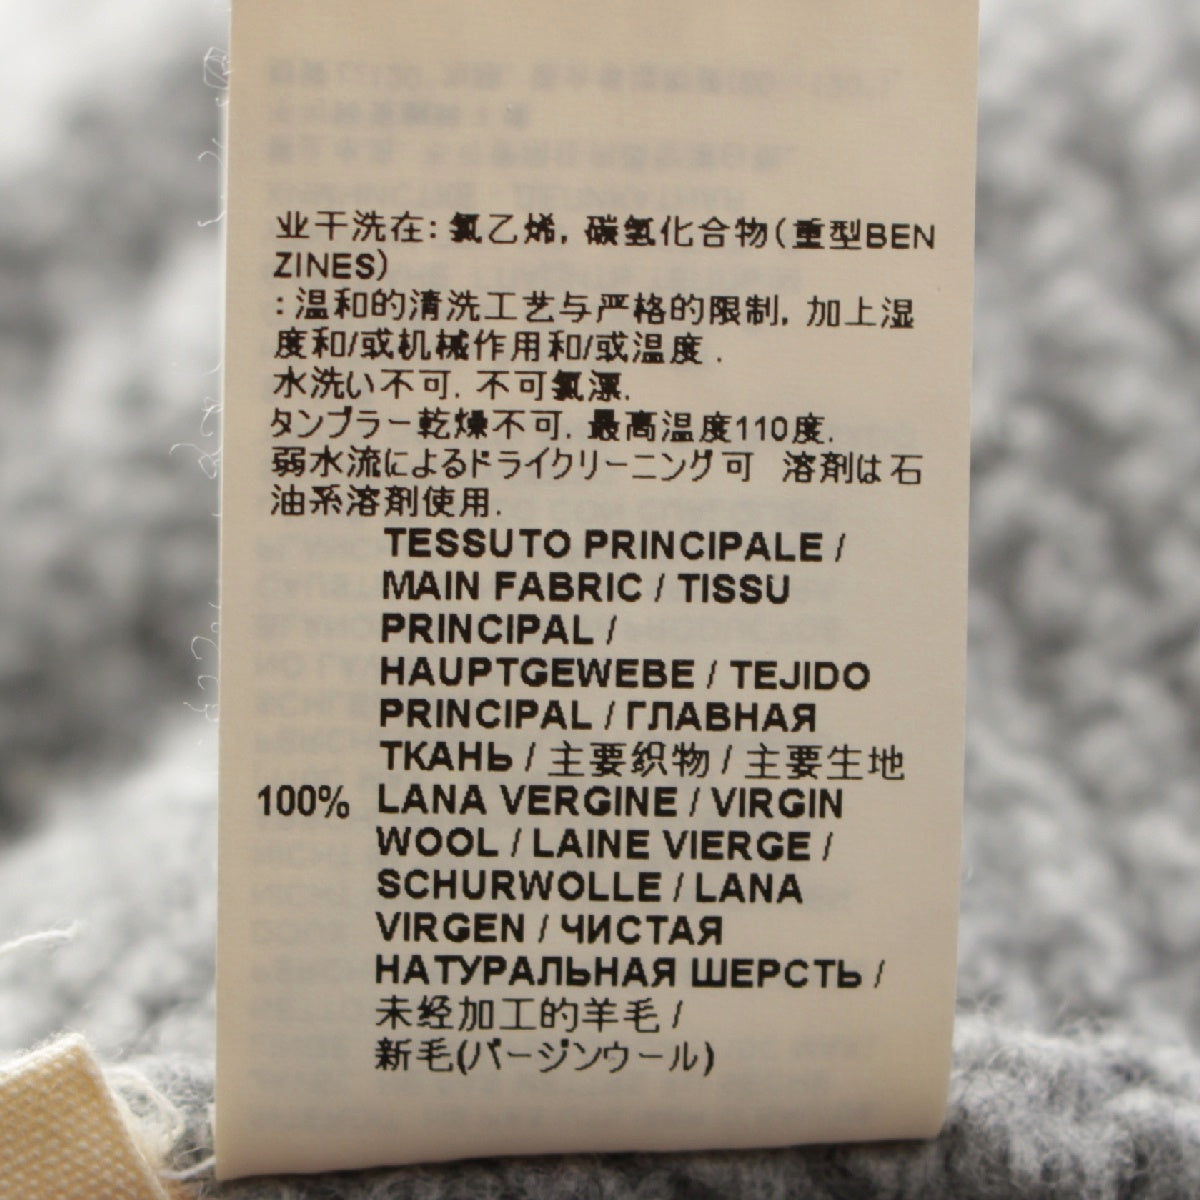 业干洗在: 氯乙烯, 碳氢化合物(重型BEN
ZINES)
: 温和的清洗工艺与严格的限制, 加上湿
度和/或机械作用和/或温度 .
水洗い不可. 不可氯漂.
タンブラー乾燥不可. 最高温度110度.
弱水流によるドライクリーニング可 溶剤は石
油系溶剤使用.
TESSUTO PRINCIPALE /
MAIN FABRIC / TISSU
PRINCIPAL /
HAUPTGEWEBE / TEJIDO
PRINCIPAL / ГЛАВНАЯ
ТКАНЬ / 主要织物 / 主要生地
100% LANA VERGINE / VIRGIN
WOOL / LAINE VIERGE /
SCHURWOLLE / LANA
VIRGEN / ЧИСТАЯ
НАТУРАЛЬНАЯ ШЕРСТЬ /
未经加工的羊毛 /
新毛(バージンウール)